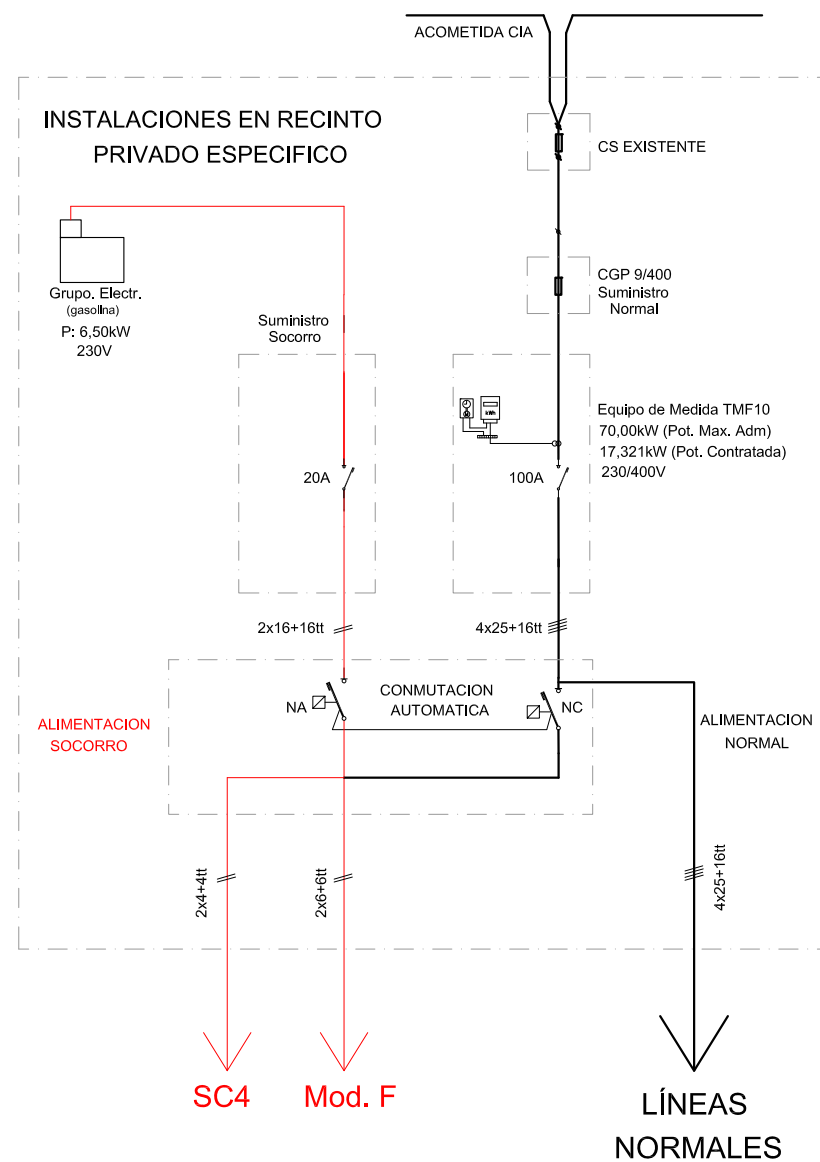 ACOMETIDA CIA
INSTALACIONES EN RECINTO
PRIVADO ESPECIFICO
CS EXISTENTE
Grupo. Electr.
(gasolina)
P: 6,50kW
230V
CGP 9/400
Suministro
Normal
Suministro
Socorro
kWh
Equipo de Medida TMF10
70,00kW (Pot. Max. Adm)
17,321kW (Pot. Contratada)
230/400V
20A
100A
2x16+16tt
4x25+16tt
CONMUTACION
AUTOMATICA
NA
NC
ALIMENTACION
SOCORRO
ALIMENTACION
NORMAL
2x4+4tt
2x6+6tt
4x25+16tt
SC4
Mod. F
LÍNEAS
NORMALES